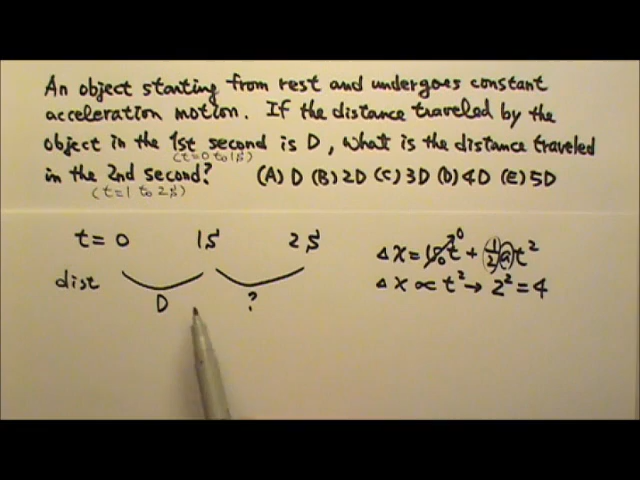 An object starting from rest and undergoes constant
acceleration motion. If the distance traveled by the
object in the 1st second is D, what is the distance traveled
(t=0 to 1s)
in the 2nd second? (A) D (B) 2D (C) 3D (D) 4D (E) 5D
(t=1 to 2s)
t=0 1s 2s
Δx = v₀t + ½at²
0
dist
D ?
Δx ∝ t² → 2² = 4